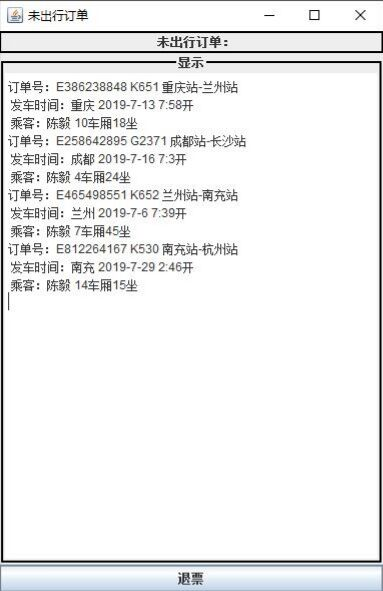 未出行订单
未出行订单：
显示
订单号：E386238848 K651 重庆站-兰州站
发车时间：重庆 2019-7-13 7:58开
乘客：陈毅 10车厢18坐
订单号：E258642895 G2371 成都站-长沙站
发车时间：成都 2019-7-16 7:3开
乘客：陈毅 4车厢24坐
订单号：E465498551 K652 兰州站-南充站
发车时间：兰州 2019-7-6 7:39开
乘客：陈毅 7车厢45坐
订单号：E812264167 K530 南充站-杭州站
发车时间：南充 2019-7-29 2:46开
乘客：陈毅 14车厢15坐
退票